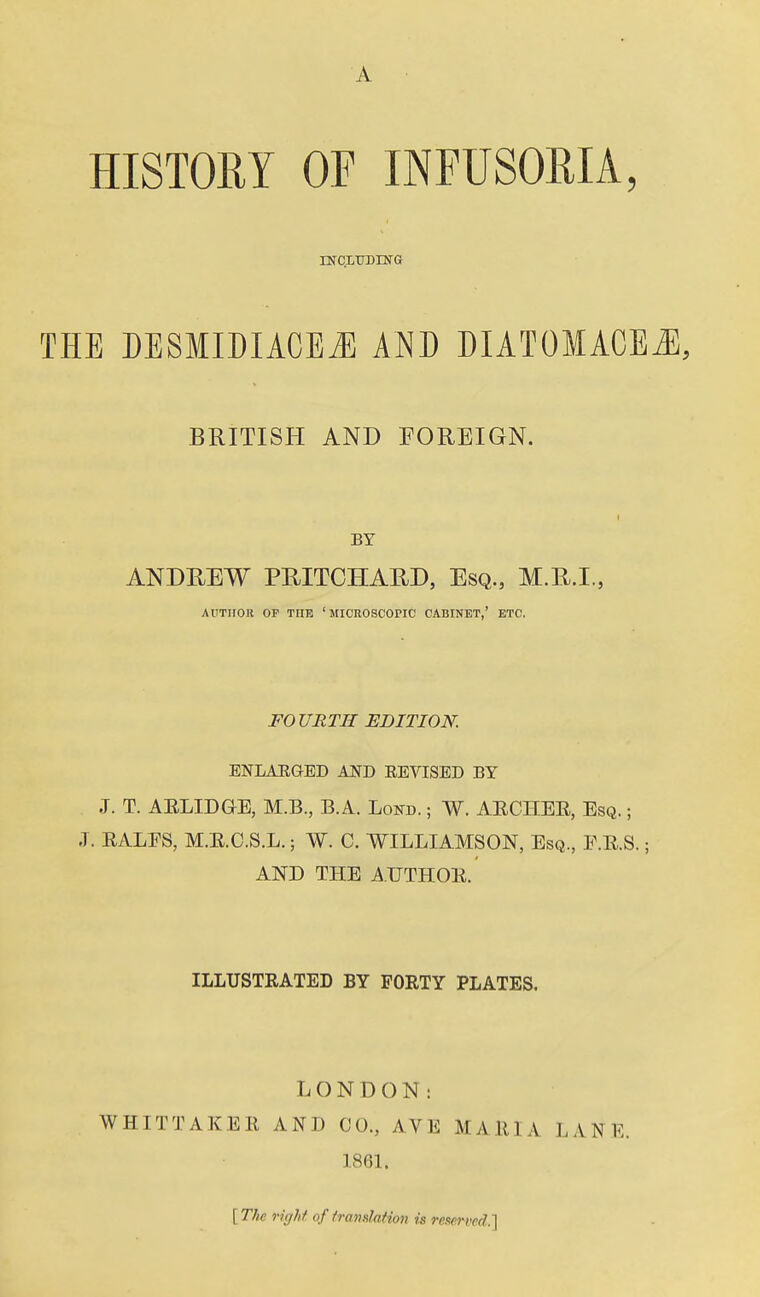 A
HISTORY OF INFUSORIA,
INCLUDING
THE DESMIDIACEÆ AND DIATOMACEÆ,
BRITISH AND FOREIGN.
BY
ANDREW PRITCHARD, Esq., M.R.I.,
AUTHOR OF THE ‘MICROSCOPIC CABINET,’ ETC.
FOURTH EDITION.
ENLARGED AND REVISED BY
J. T. ARLIDGE, M.B., B.A. Lond.; W. ARCHER, Esq.;
J. RALFS, M.R.C.S.L.; W. C. WILLIAMSON, Esq., F.R.S.;
AND THE AUTHOR.
ILLUSTRATED BY FORTY PLATES.
LONDON:
WHITTAKER AND CO., AVE MARIA LANE.
1861.
[The right of translation is reserved.]